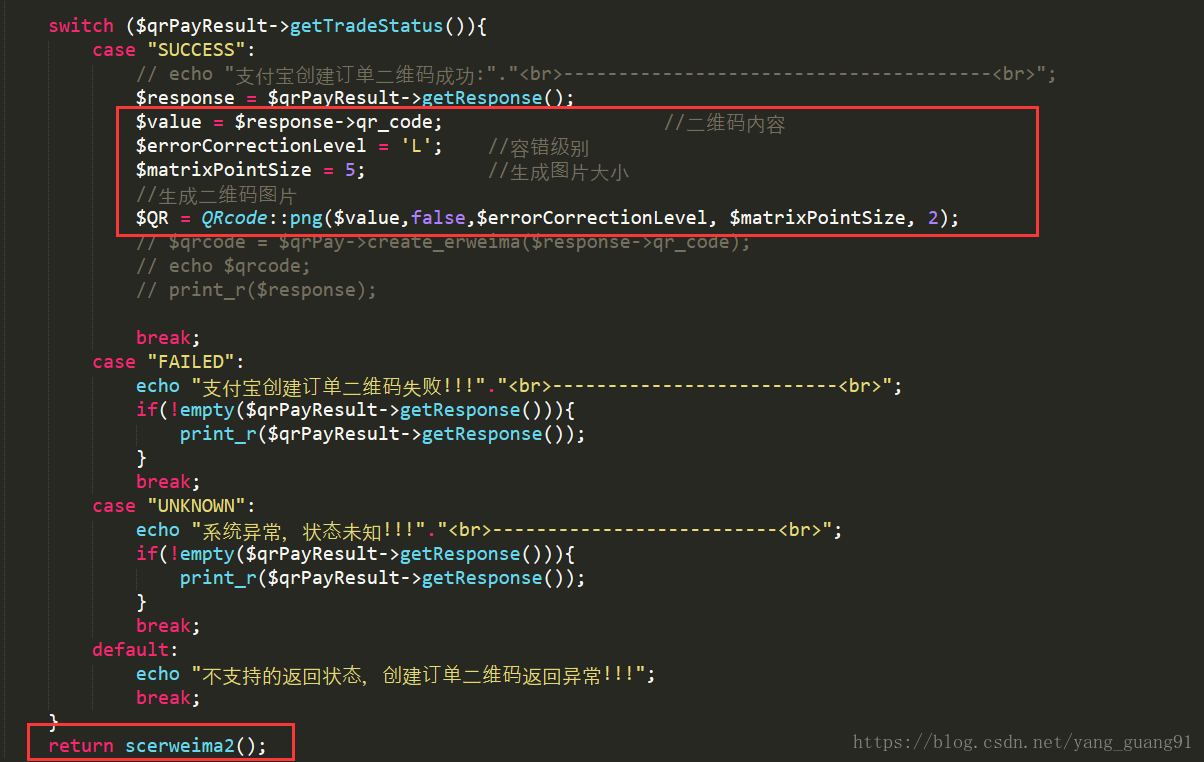 switch ($qrPayResult->getTradeStatus()){
case "SUCCESS":
// echo "支付宝创建订单二维码成功:"."<br>---------------------------------------<br>";
$response = $qrPayResult->getResponse();
$value = $response->qr_code; //二维码内容
$errorCorrectionLevel = 'L'; //容错级别
$matrixPointSize = 5; //生成图片大小
//生成二维码图片
$QR = QRcode::png($value,false,$errorCorrectionLevel, $matrixPointSize, 2);
// $qrcode = $qrPay->create_erweima($response->qr_code);
// echo $qrcode;
// print_r($response);
break;
case "FAILED":
echo "支付宝创建订单二维码失败!!!"."<br>--------------------------<br>";
if(!empty($qrPayResult->getResponse())){
print_r($qrPayResult->getResponse());
}
break;
case "UNKNOWN":
echo "系统异常，状态未知!!!"."<br>--------------------------<br>";
if(!empty($qrPayResult->getResponse())){
print_r($qrPayResult->getResponse());
}
break;
default:
echo "不支持的返回状态，创建订单二维码返回异常!!!";
break;
}
return scerweima2();
https://blog.csdn.net/yang_guang91